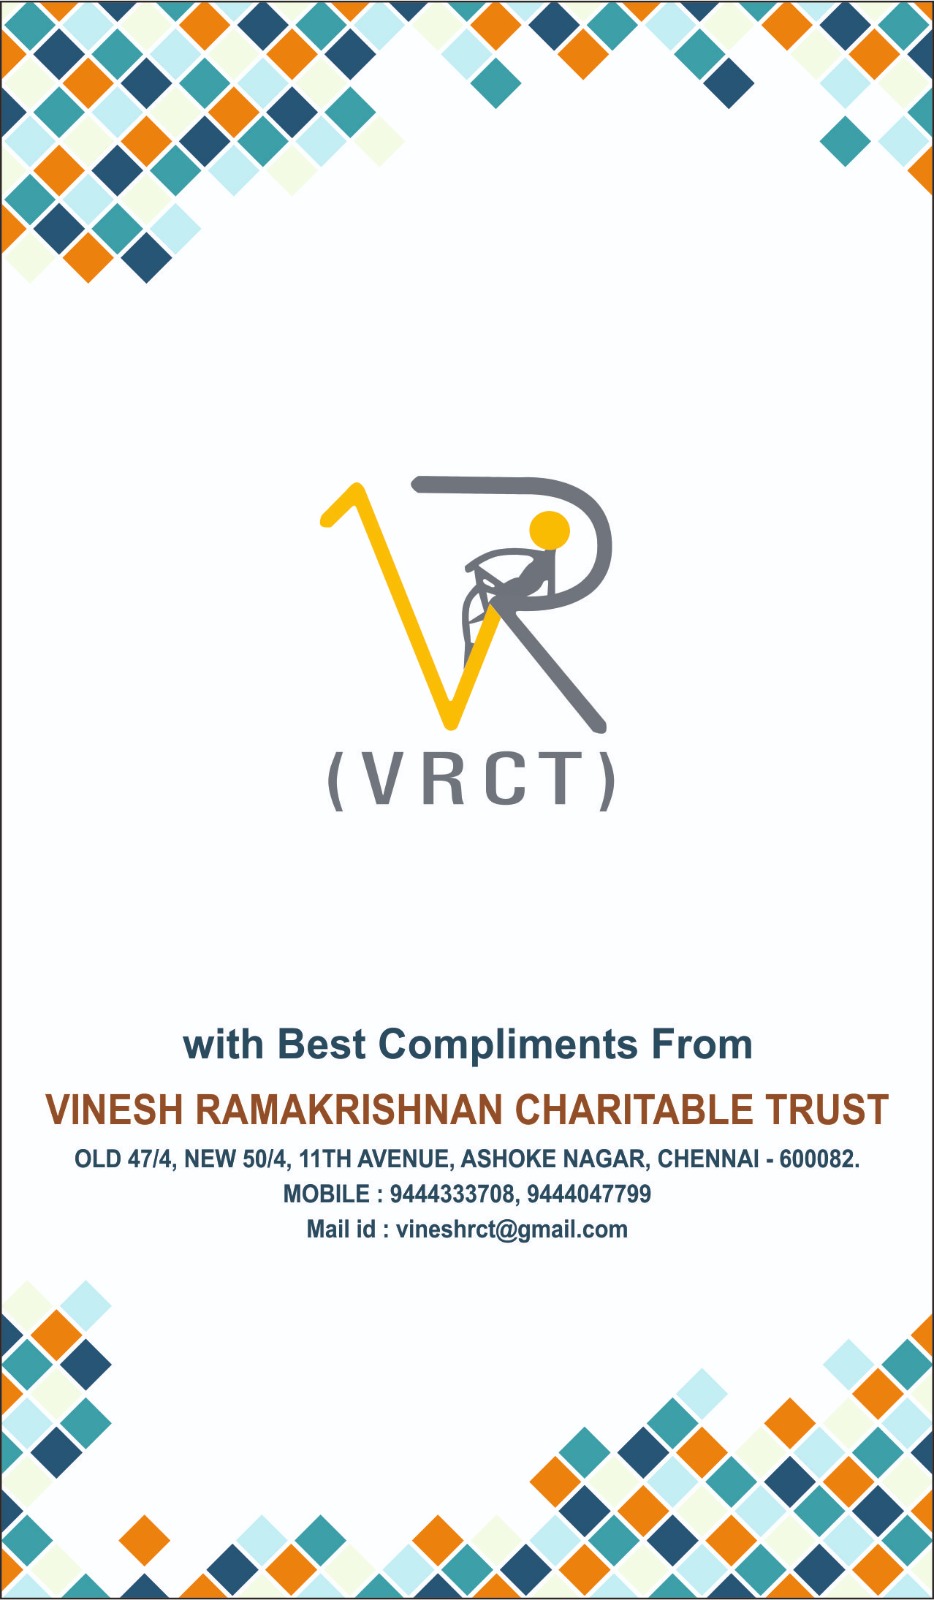 VR
(VRCT)
with Best Compliments From
VINESH RAMAKRISHNAN CHARITABLE TRUST
OLD 47/4, NEW 50/4, 11TH AVENUE, ASHOKE NAGAR, CHENNAI - 600082.
MOBILE : 9444333708, 9444047799
Mail id : vineshrct@gmail.com